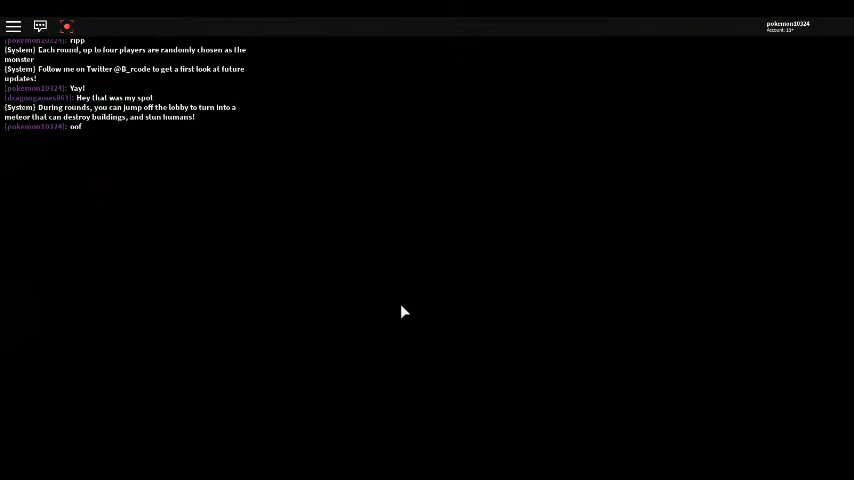 pokemon10324
Account: 13+
[pokemon10324]: ripp
{System} Each round, up to four players are randomly chosen as the
monster
{System} Follow me on Twitter @B_rcode to get a first look at future
updates!
[pokemon10324]: Yay!
[dragongames861]: Hey that was my spot
{System} During rounds, you can jump off the lobby to turn into a
meteor that can destroy buildings, and stun humans!
[pokemon10324]: oof